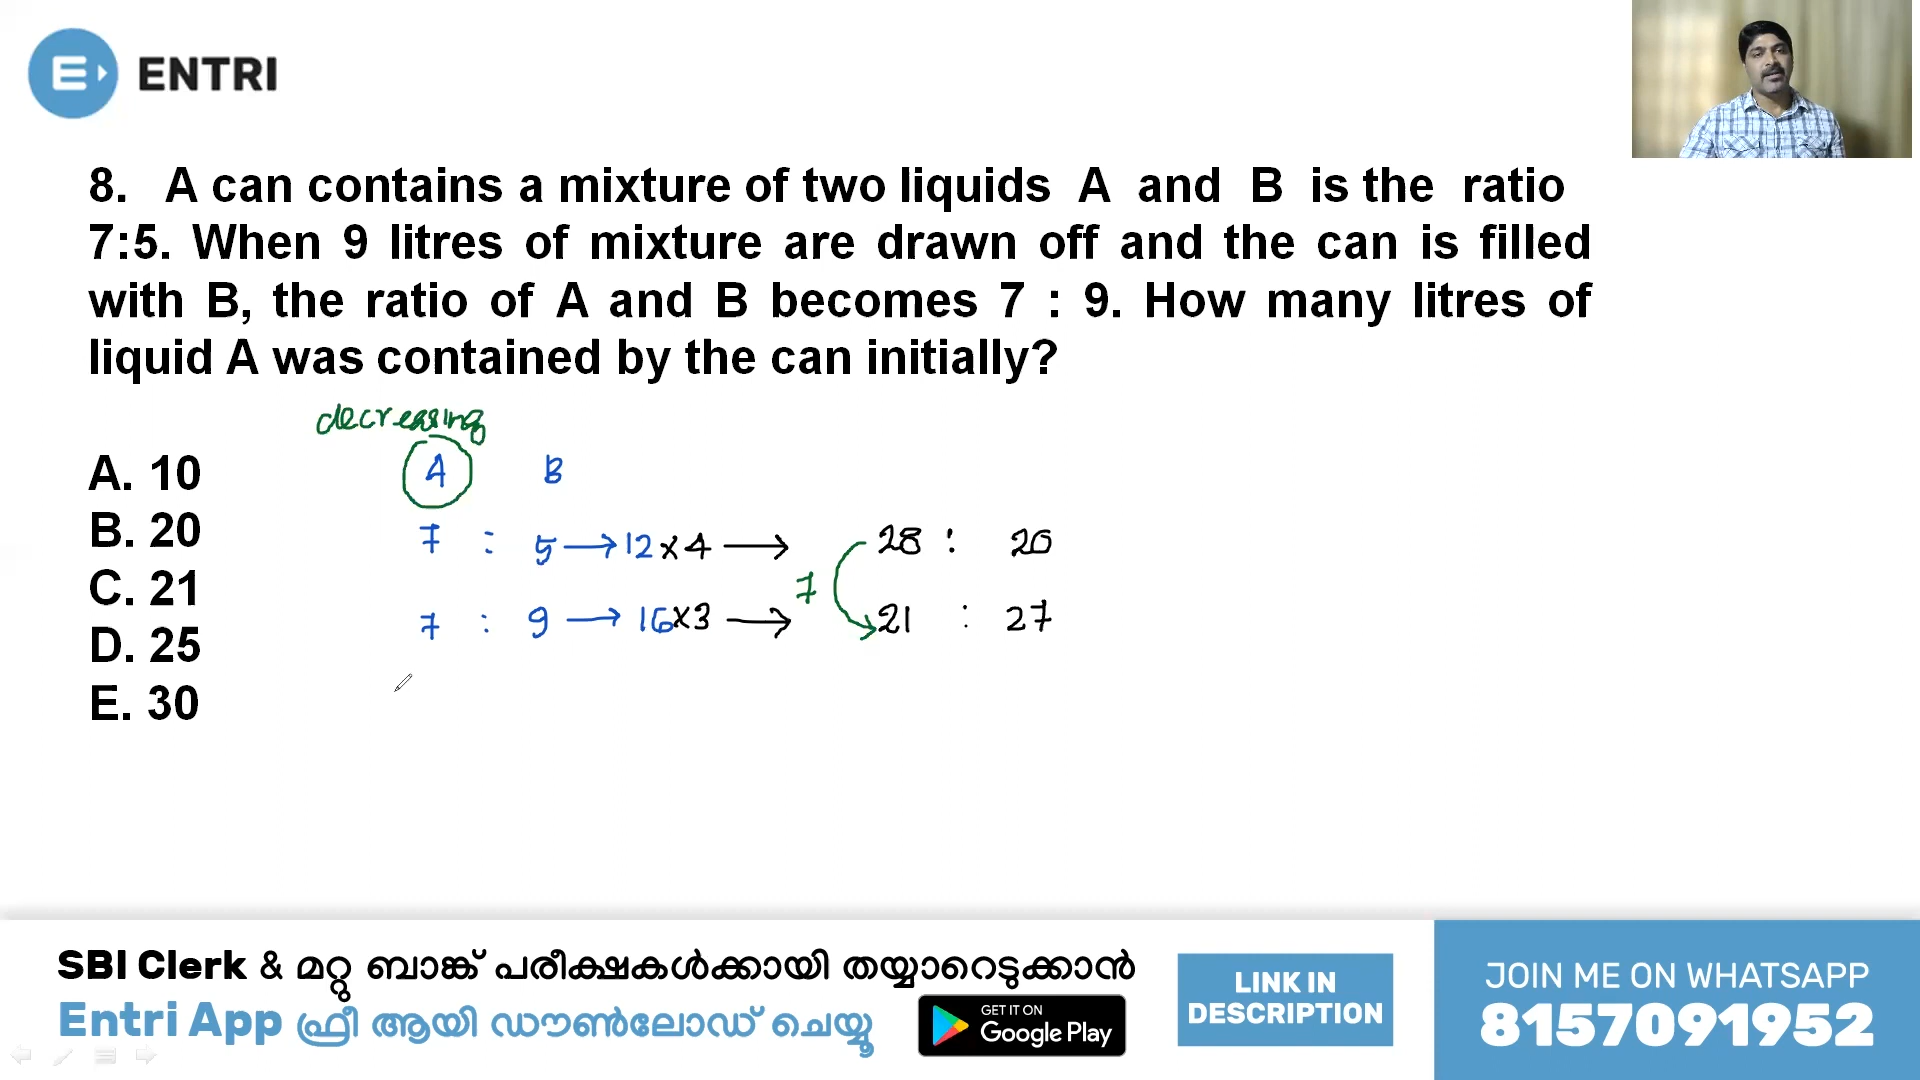 ENTRI
8. A can contains a mixture of two liquids A and B is the ratio
7:5. When 9 litres of mixture are drawn off and the can is filled
with B, the ratio of A and B becomes 7 : 9. How many litres of
liquid A was contained by the can initially?
decreasing
A. 10
A B
B. 20
7 : 5 → 12 × 4 → 28 : 20
C. 21
7
7 : 9 → 16 × 3 → 21 : 27
D. 25
E. 30
SBI Clerk & മറ്റു ബാങ്ക് പരീക്ഷകൾക്കായി തയ്യാറെടുക്കാൻ
Entri App ഫ്രീ ആയി ഡൗൺലോഡ് ചെയ്യൂ
GET IT ON
Google Play
LINK IN
DESCRIPTION
JOIN ME ON WHATSAPP
8157091952